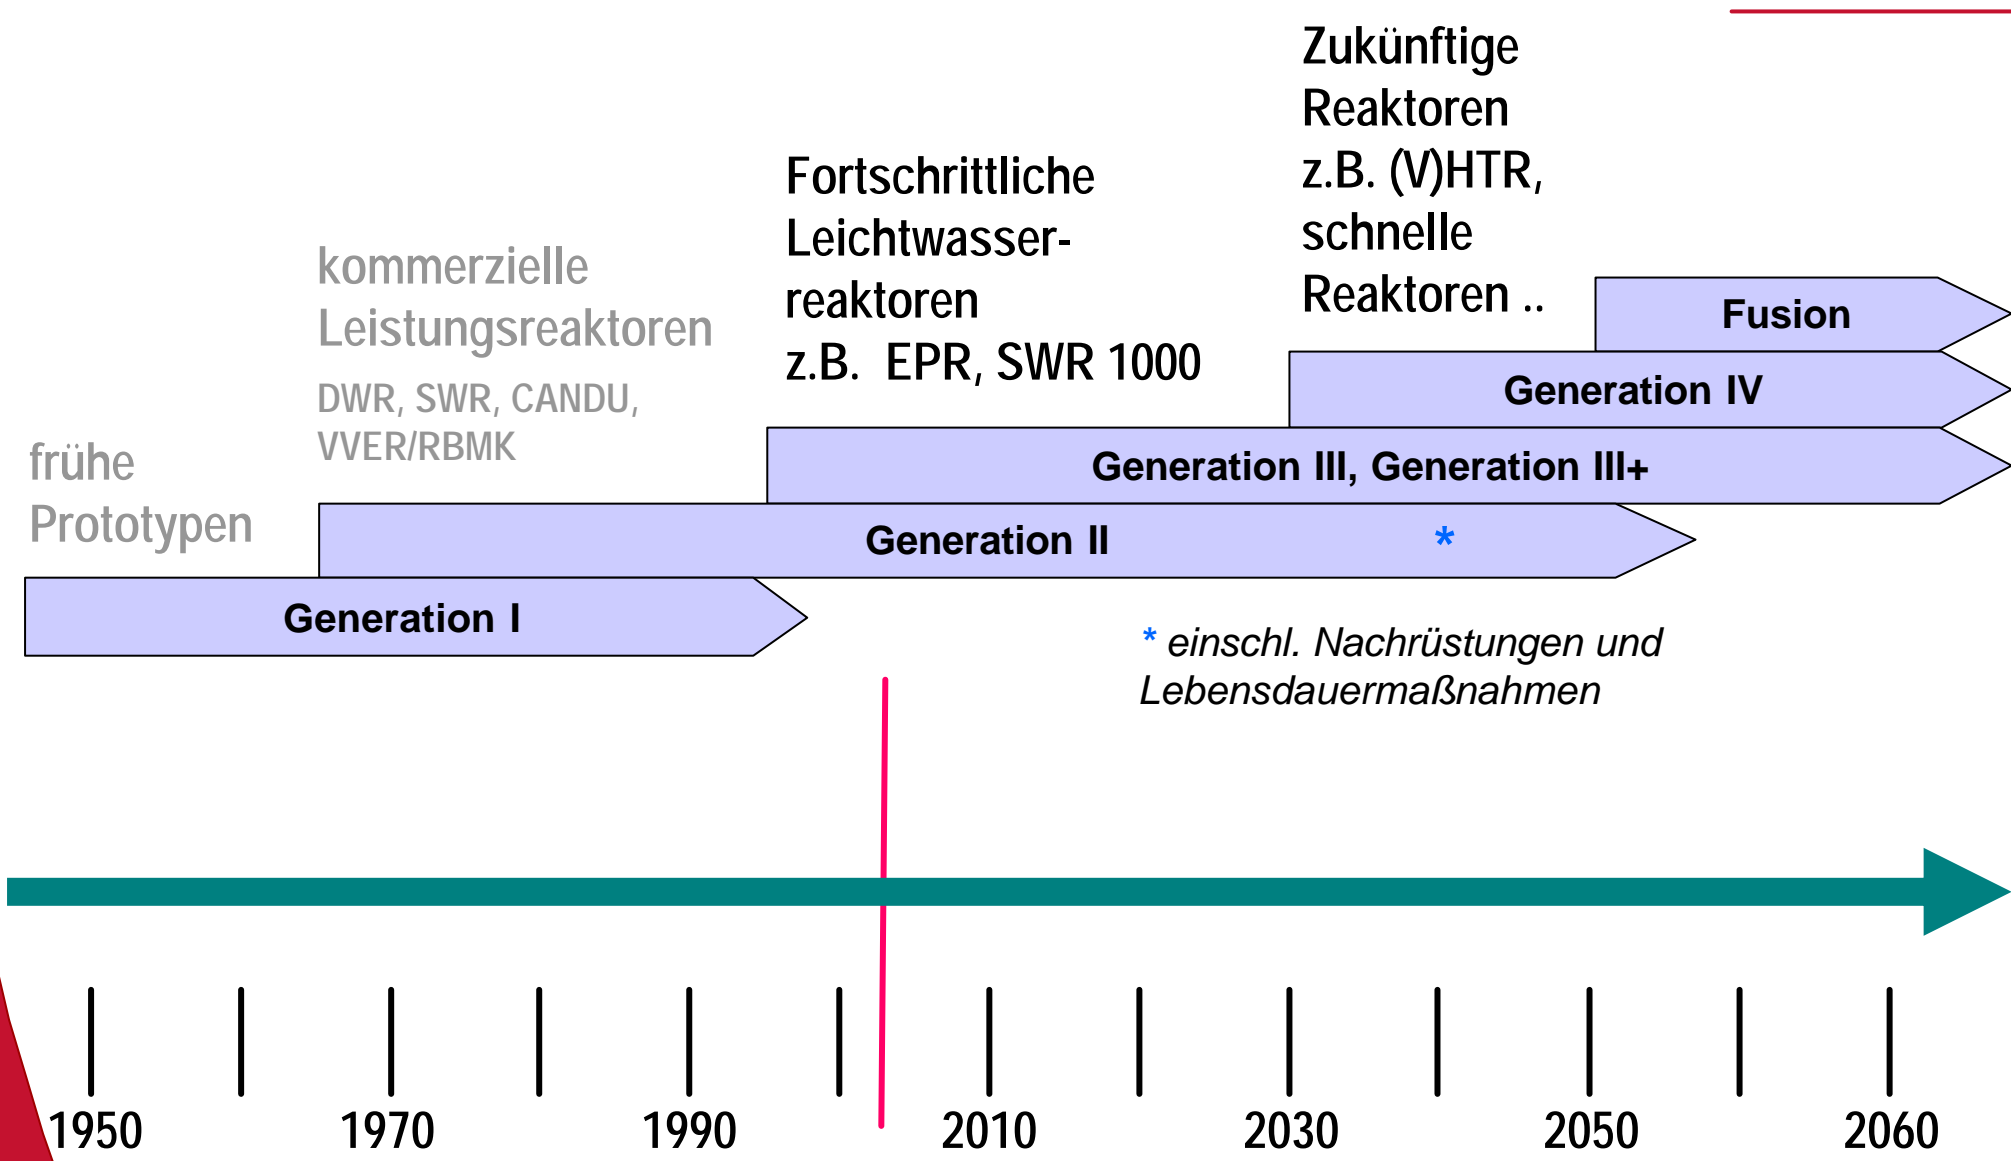 Zukünftige
Reaktoren
z.B. (V)HTR,
schnelle
Reaktoren ..
Fortschrittliche
Leichtwasser-
reaktoren
z.B. EPR, SWR 1000
kommerzielle
Leistungsreaktoren
DWR, SWR, CANDU,
VVER/RBMK
frühe
Prototypen
Fusion
Generation IV
Generation III, Generation III+
Generation II *
Generation I
* einschl. Nachrüstungen und
Lebensdauermaßnahmen
1950 1970 1990 2010 2030 2050 2060